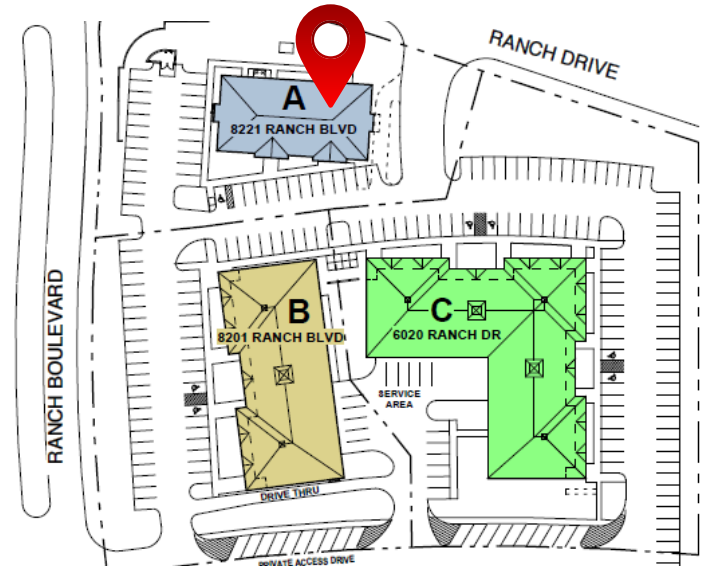 RANCH DRIVE
A
8221 RANCH BLVD
RANCH BOULEVARD
B
8201 RANCH BLVD
C
6020 RANCH DR
SERVICE
AREA
DRIVE THRU
PRIVATE ACCESS DRIVE